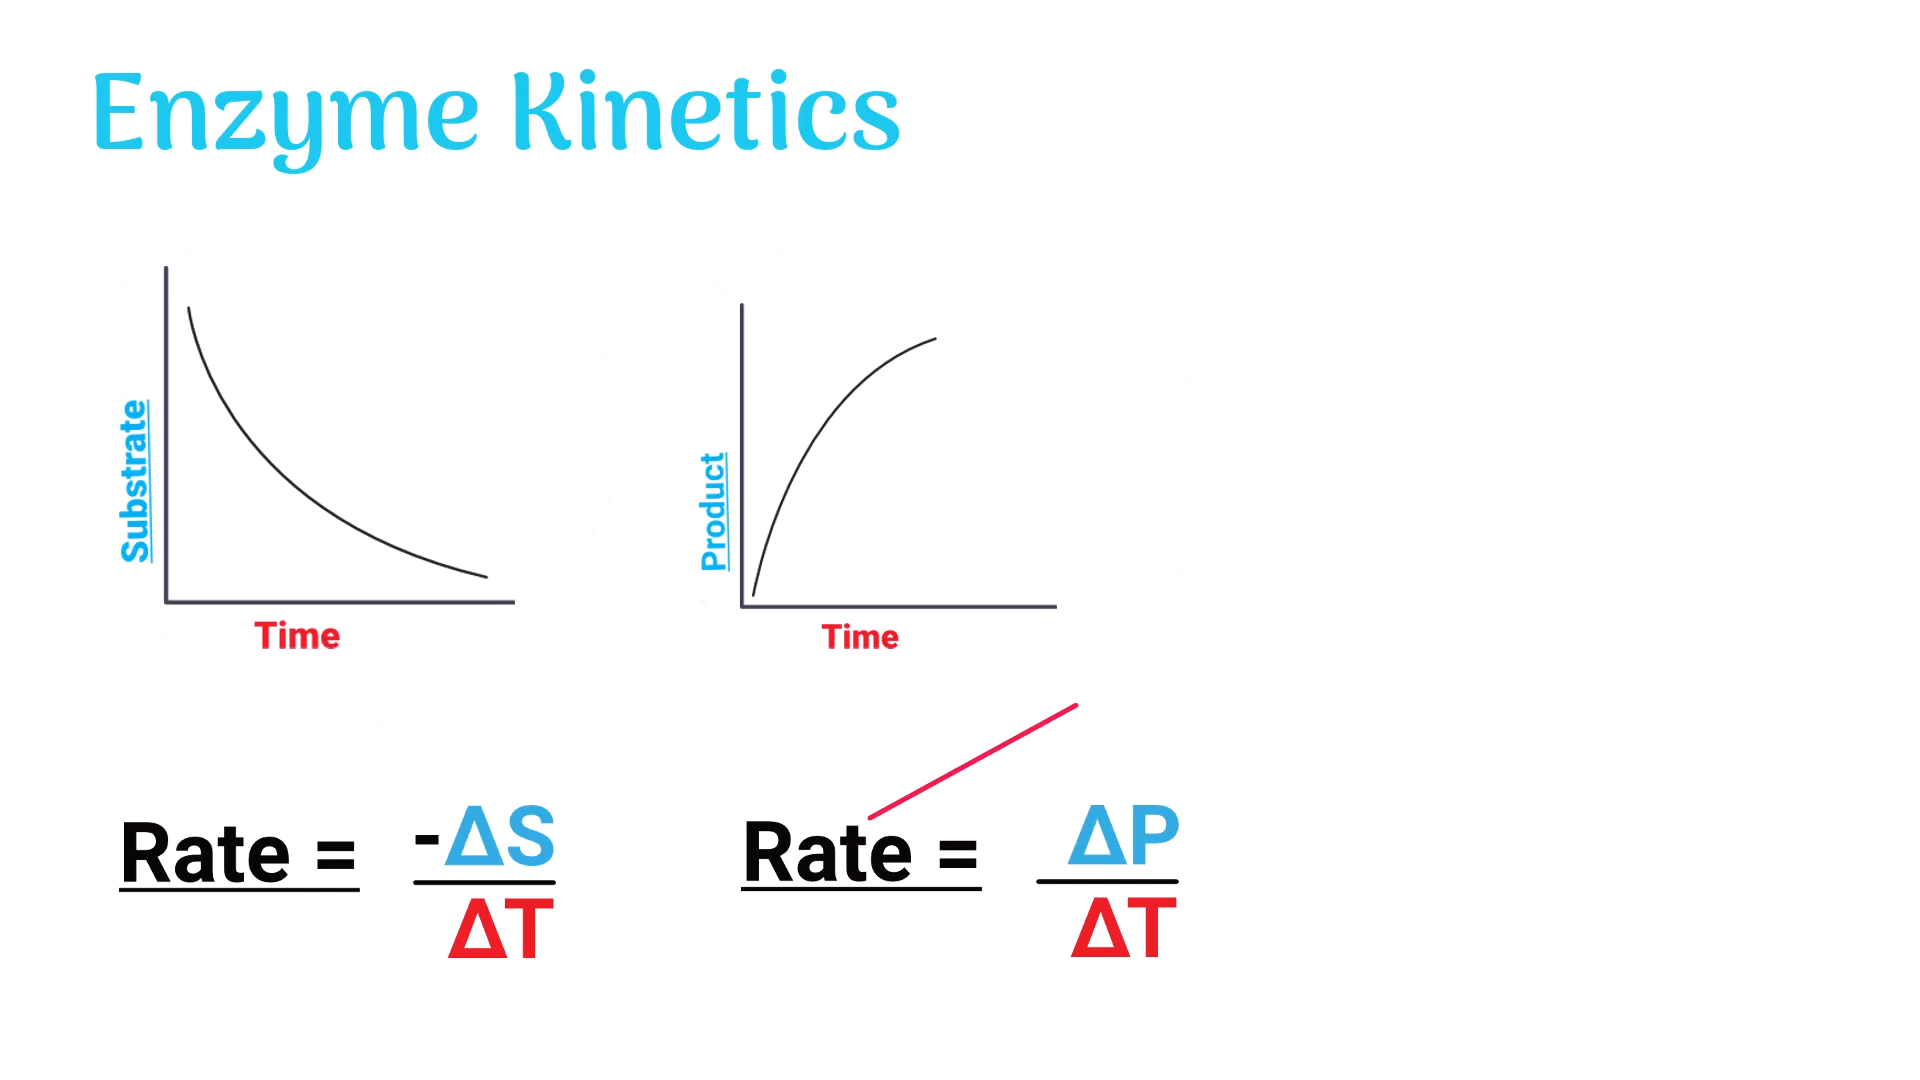 Enzyme Kinetics
Substrate
Time
Product
Time
Rate = -ΔS
ΔT
Rate = ΔP
ΔT